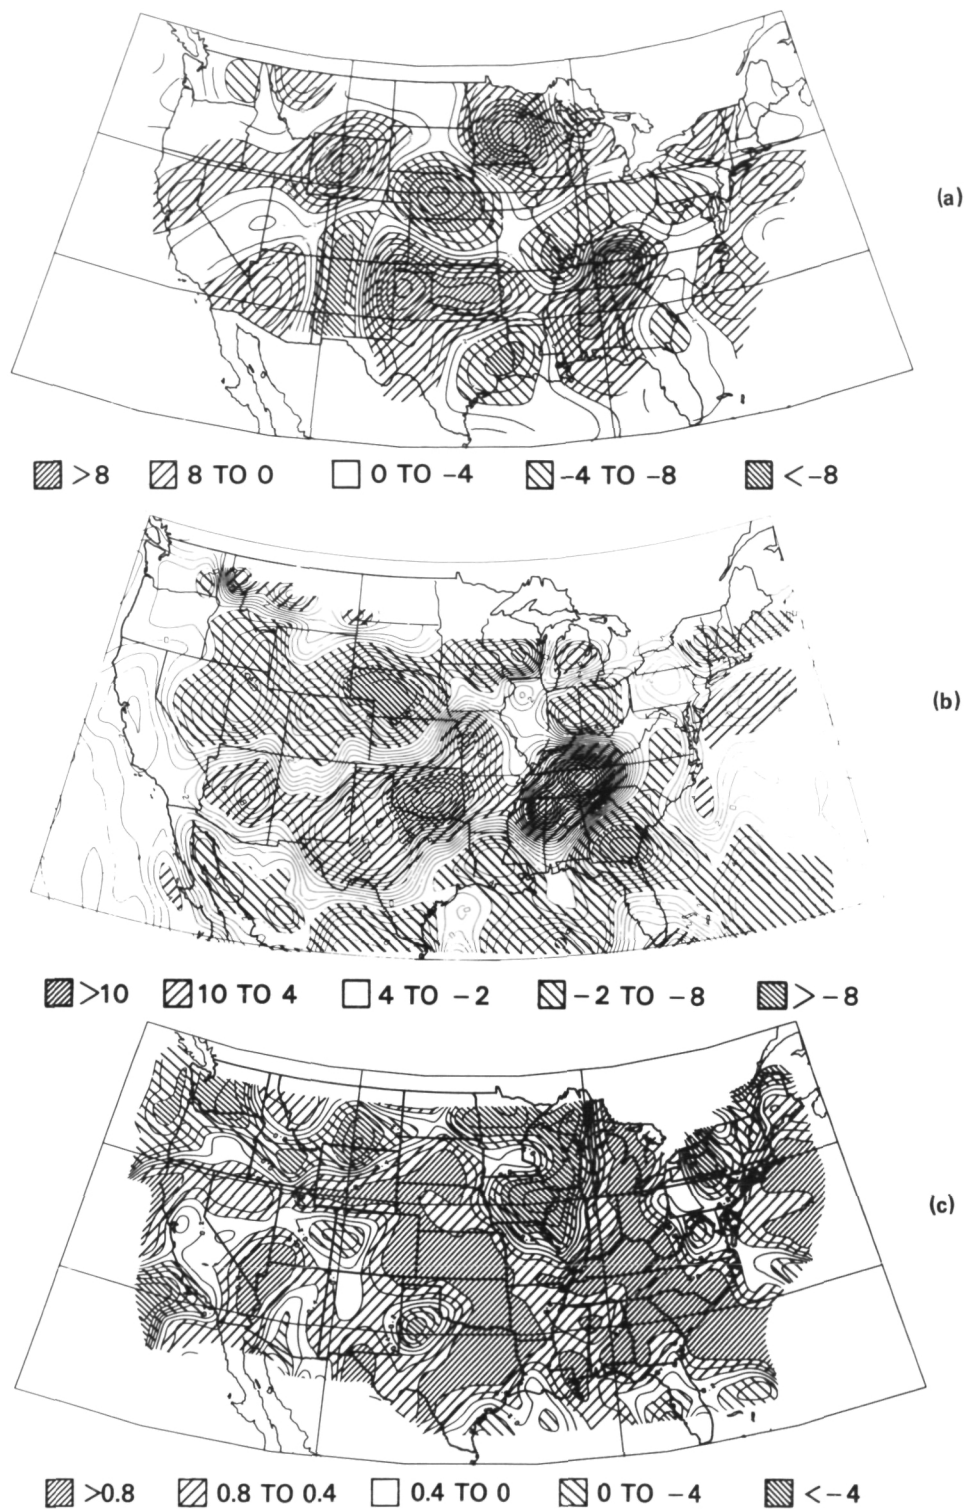 (a)
>8 8 TO 0 0 TO -4 -4 TO -8 <-8
(b)
>10 10 TO 4 4 TO -2 -2 TO -8 >-8
(c)
>0.8 0.8 TO 0.4 0.4 TO 0 0 TO -4 <-4